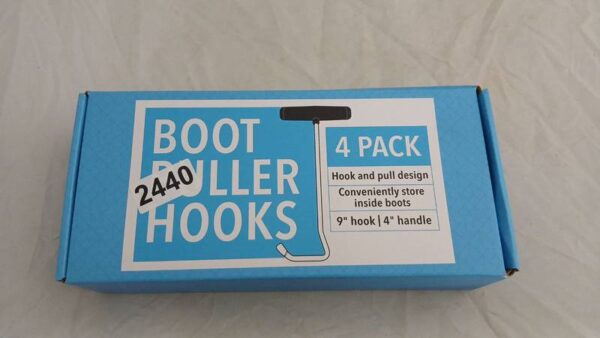 BOOT
PULLER
HOOKS
2440
4 PACK
Hook and pull design
Conveniently store
inside boots
9" hook | 4" handle